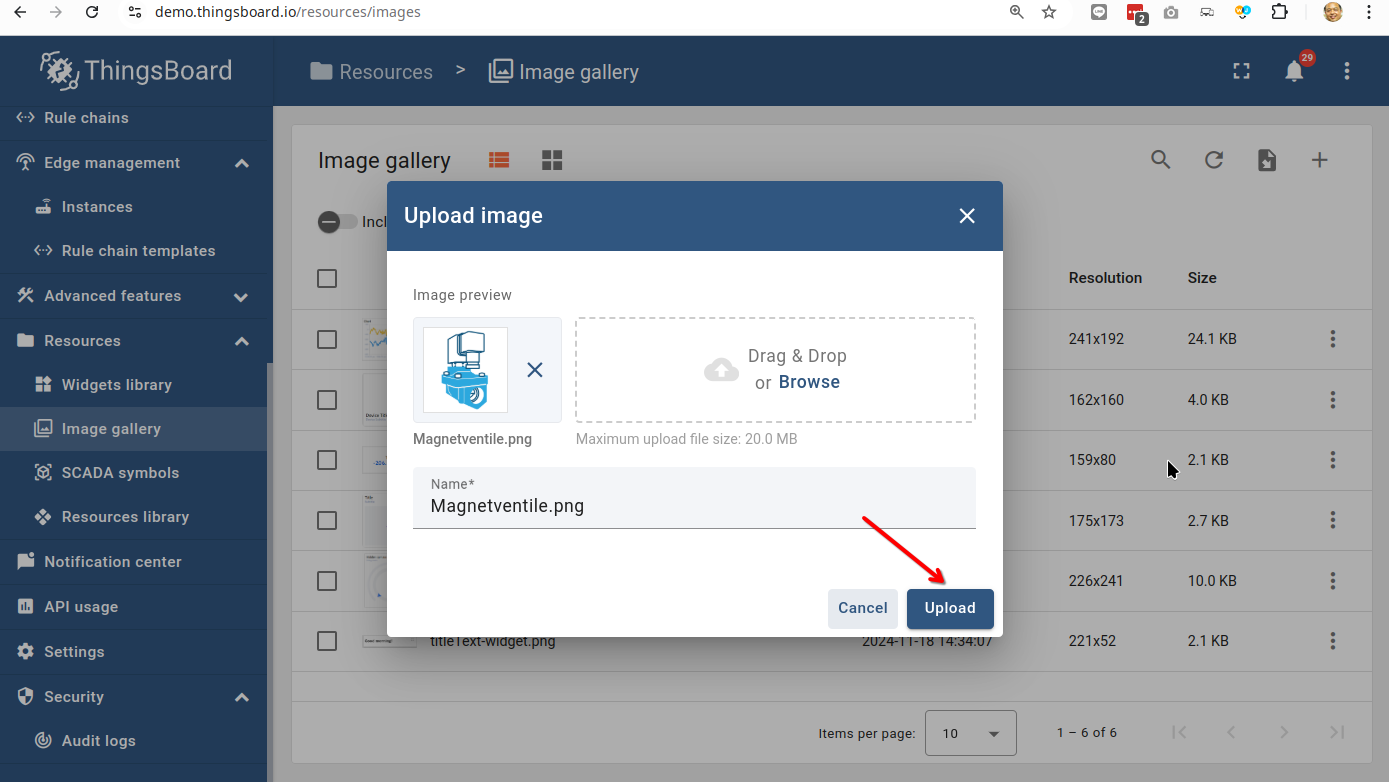 demo.thingsboard.io/resources/images
2
ThingsBoard
Resources > Image gallery
29
Rule chains
Edge management
Instances
Rule chain templates
Advanced features
Resources
Widgets library
Image gallery
SCADA symbols
Resources library
Notification center
API usage
Settings
Security
Audit logs
Image gallery
Incl
Resolution Size
241x192 24.1 KB
162x160 4.0 KB
159x80 2.1 KB
175x173 2.7 KB
226x241 10.0 KB
titleText-widget.png 2024-11-18 14:34:07 221x52 2.1 KB
Items per page: 10 1 – 6 of 6
Upload image
Image preview
Drag & Drop
or Browse
Magnetventile.png
Maximum upload file size: 20.0 MB
Name*
Magnetventile.png
Cancel Upload